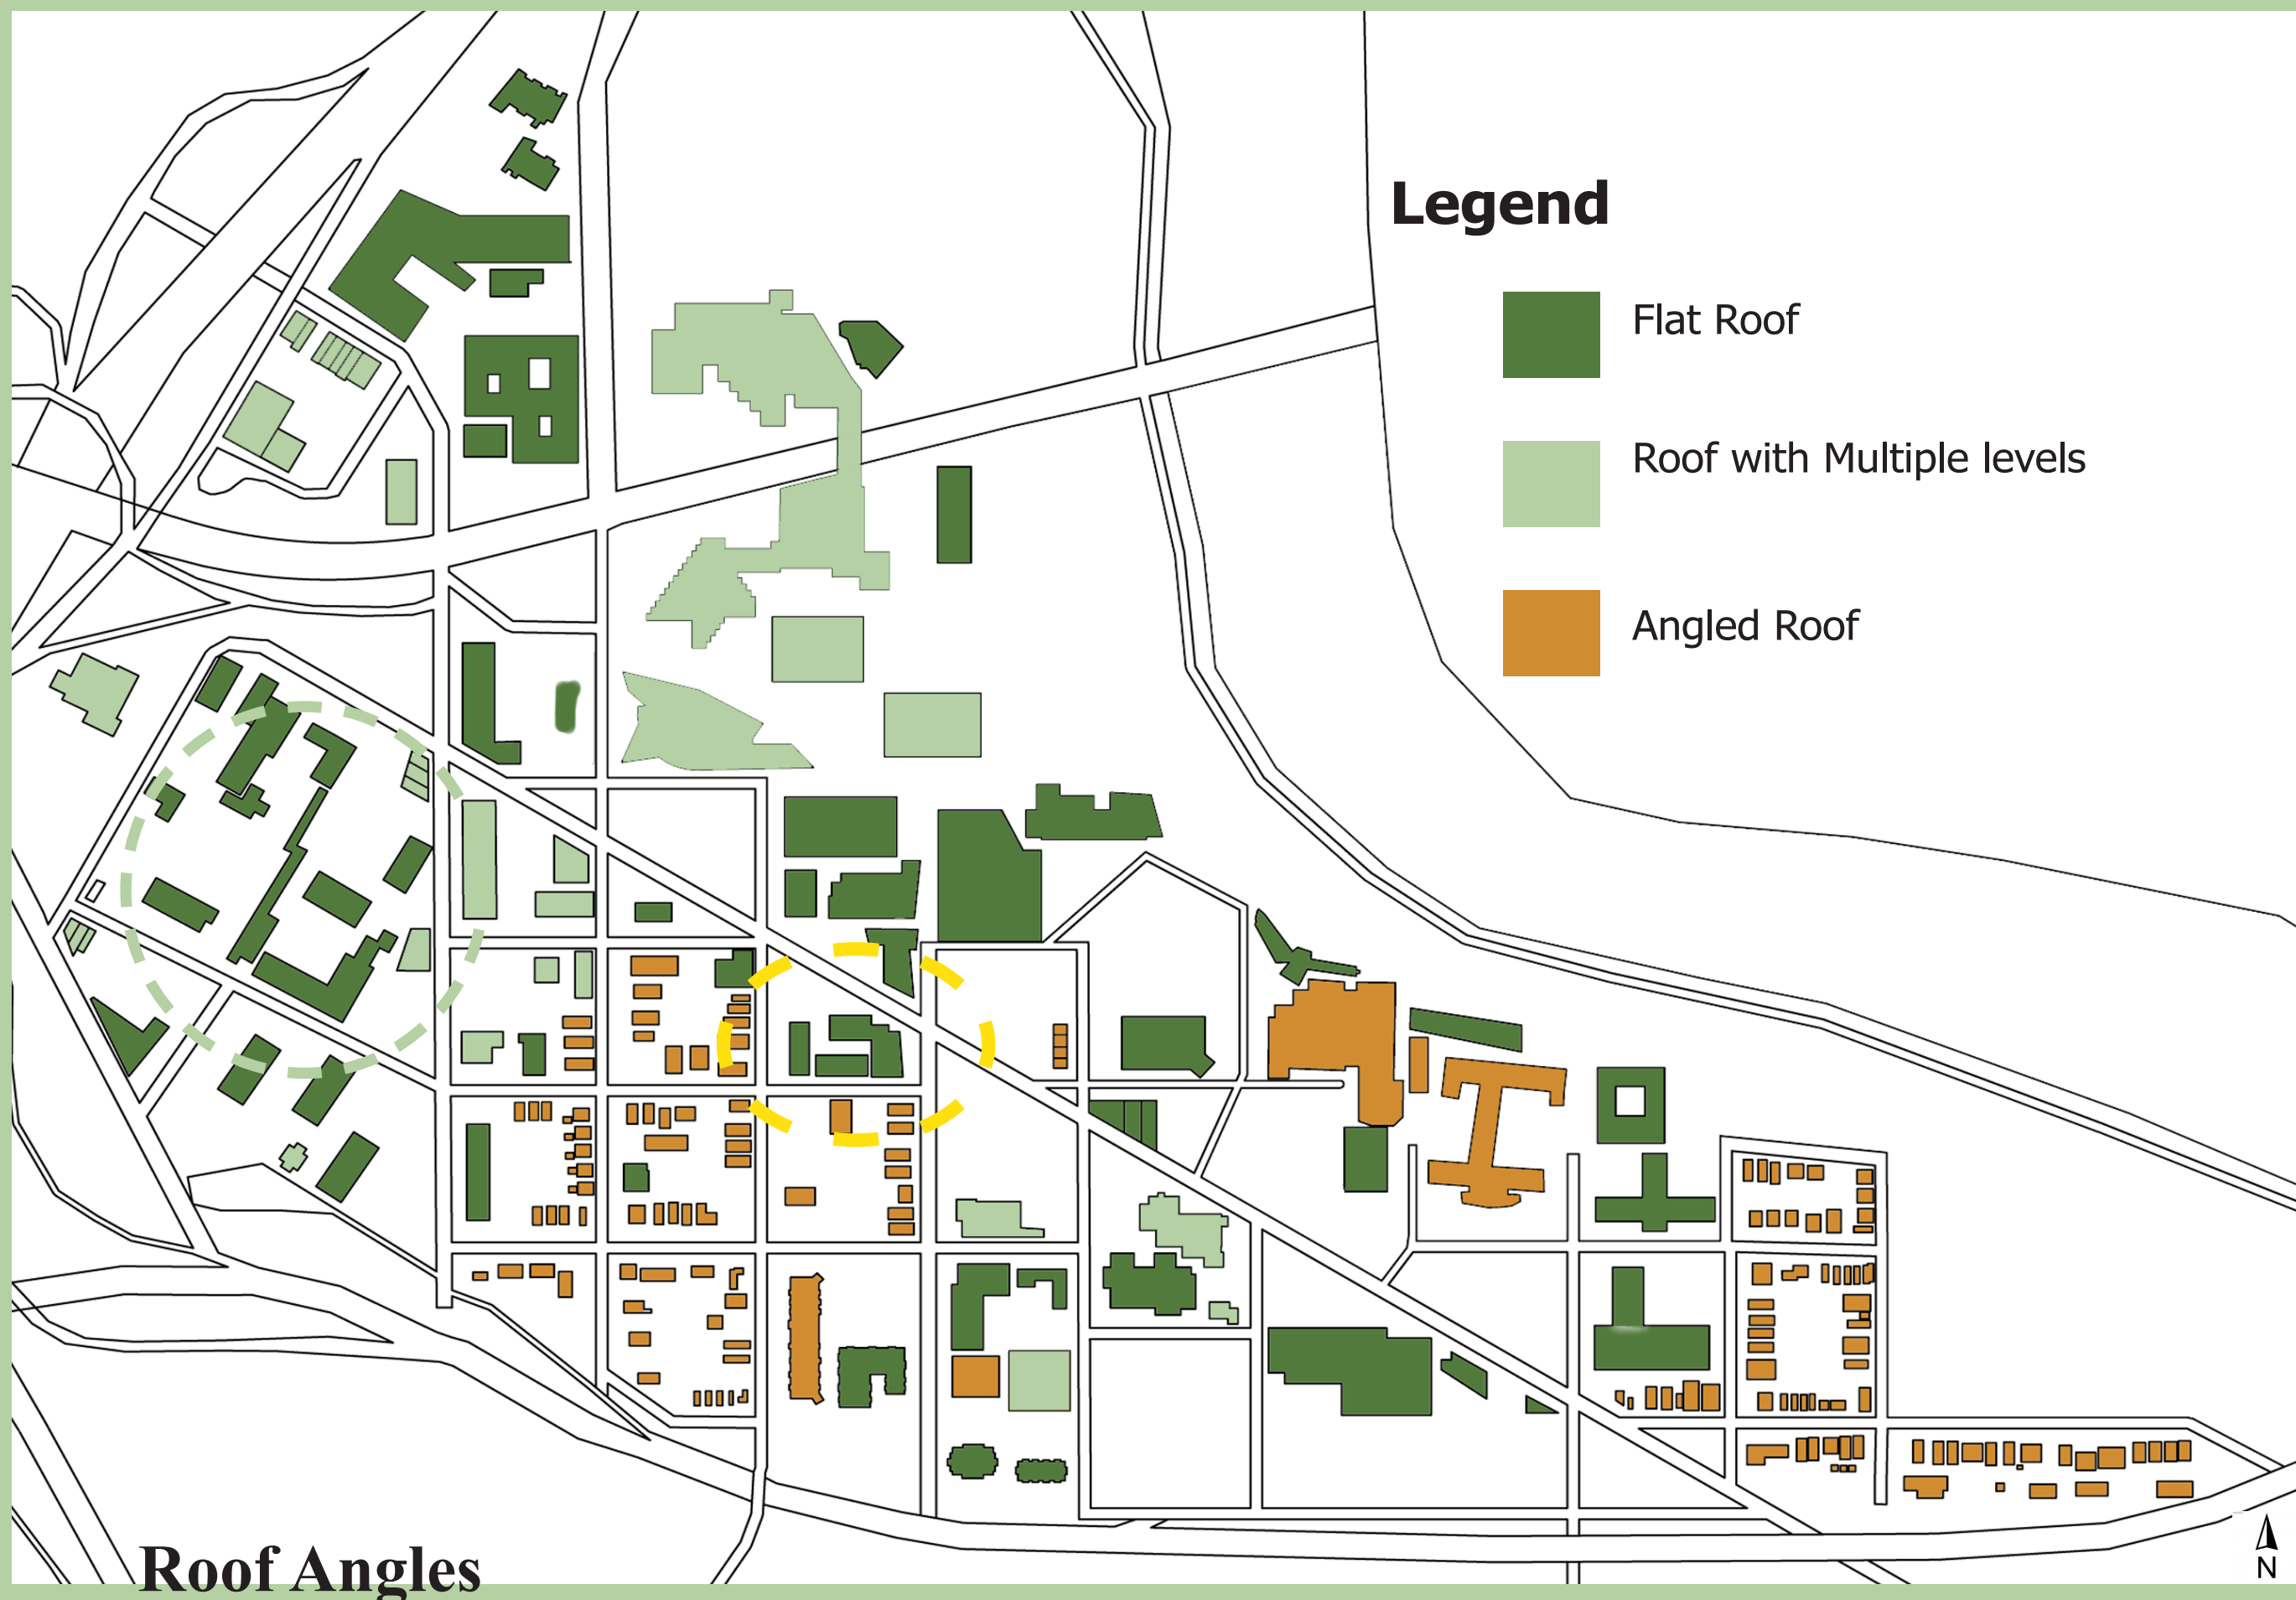 Legend
Flat Roof
Roof with Multiple levels
Angled Roof
Roof Angles
N